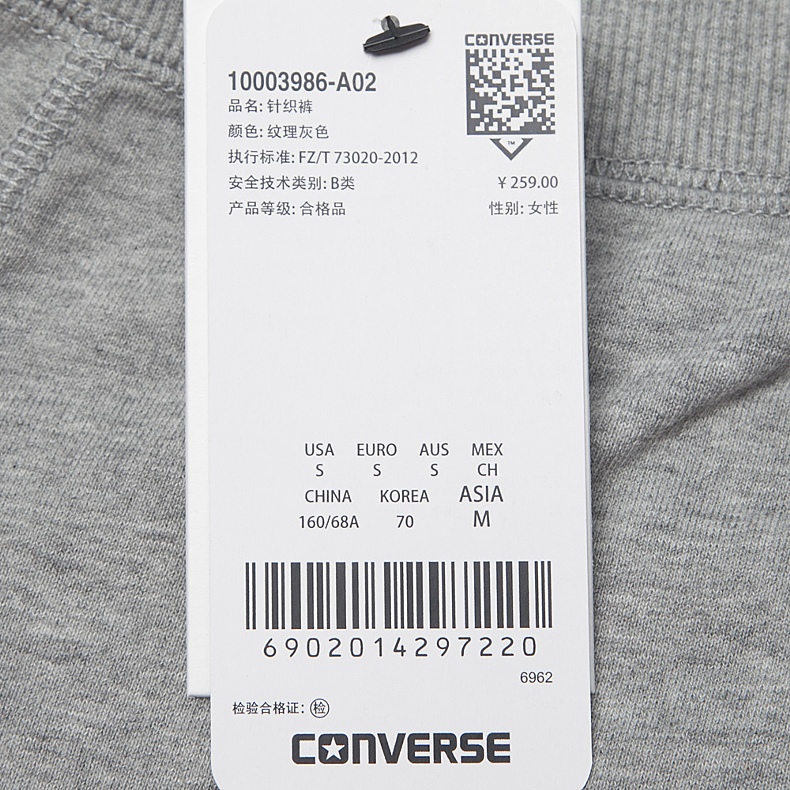 CONVERSE
10003986-A02
品名: 针织裤
颜色: 纹理灰色
执行标准: FZ/T 73020-2012
安全技术类别: B类
¥ 259.00
产品等级: 合格品
性别: 女性
TM
USA EURO AUS MEX
S S S CH
CHINA KOREA ASIA
160/68A 70 M
6902014297220
6962
检验合格证: 检
CONVERSE